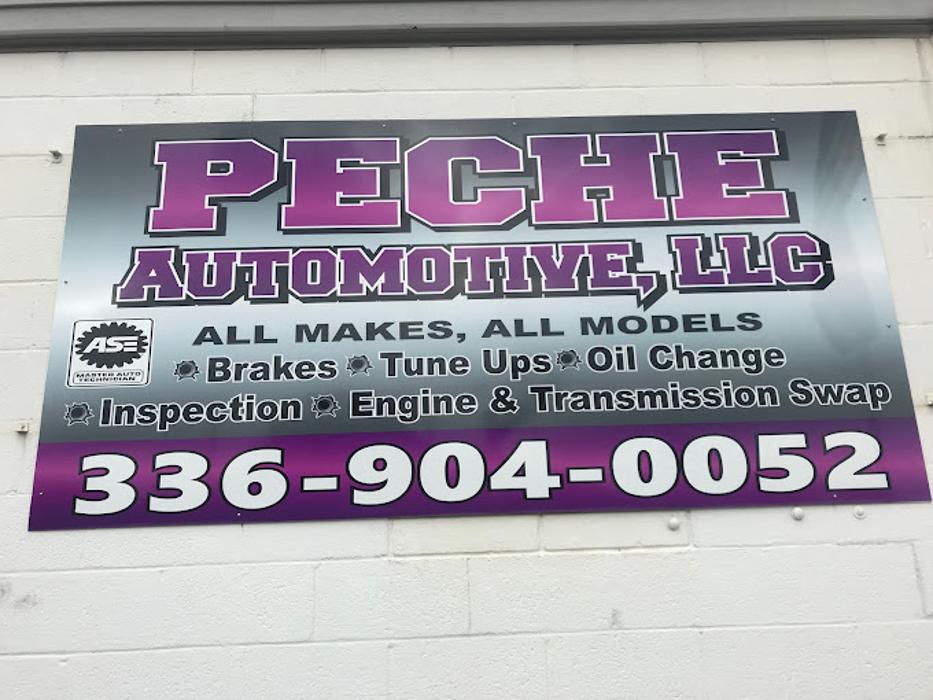 PECHE
AUTOMOTIVE, LLC
ALL MAKES, ALL MODELS
ASE
MASTER AUTO
TECHNICIAN
Brakes Tune Ups Oil Change
Inspection Engine & Transmission Swap
336-904-0052